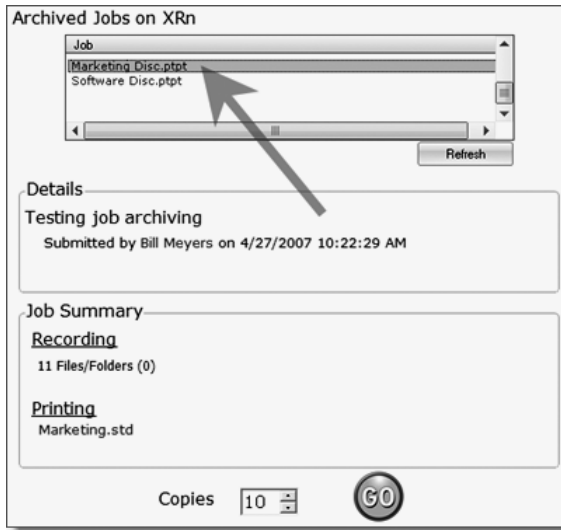 Archived Jobs on XRn
Job
Marketing Disc.ptpt
Software Disc.ptpt
Refresh
Details
Testing job archiving
Submitted by Bill Meyers on 4/27/2007 10:22:29 AM
Job Summary
Recording
11 Files/Folders (0)
Printing
Marketing.std
Copies 10 GO